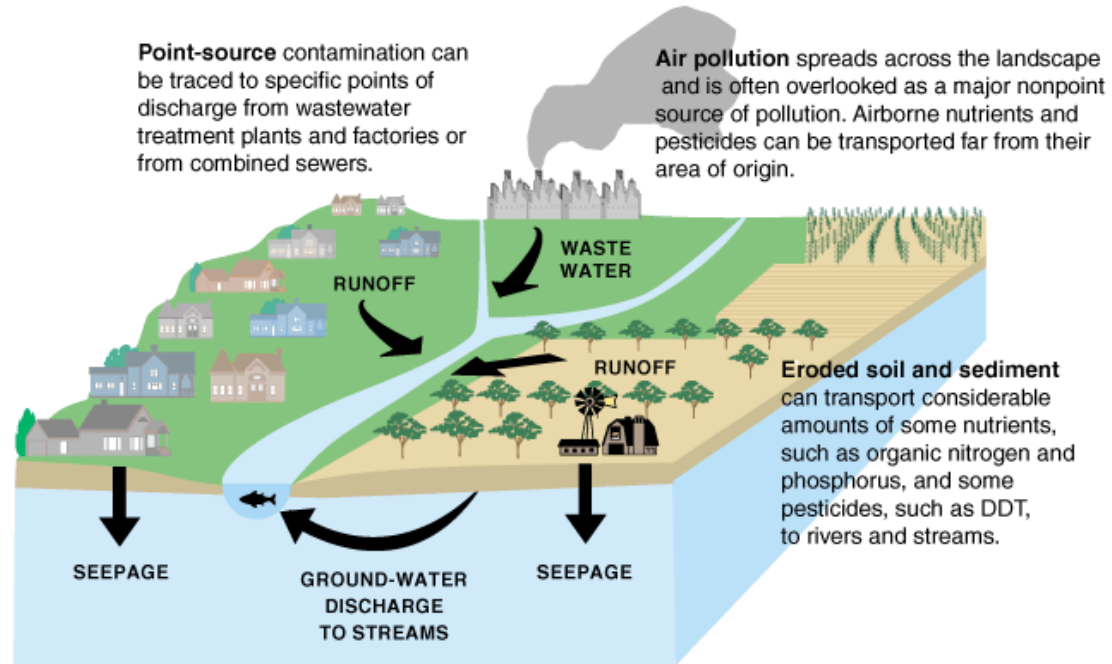 Point-source contamination can
be traced to specific points of
discharge from wastewater
treatment plants and factories or
from combined sewers.
Air pollution spreads across the landscape
and is often overlooked as a major nonpoint
source of pollution. Airborne nutrients and
pesticides can be transported far from their
area of origin.
WASTE
WATER
RUNOFF
RUNOFF
Eroded soil and sediment
can transport considerable
amounts of some nutrients,
such as organic nitrogen and
phosphorus, and some
pesticides, such as DDT,
to rivers and streams.
SEEPAGE
GROUND-WATER
DISCHARGE
TO STREAMS
SEEPAGE